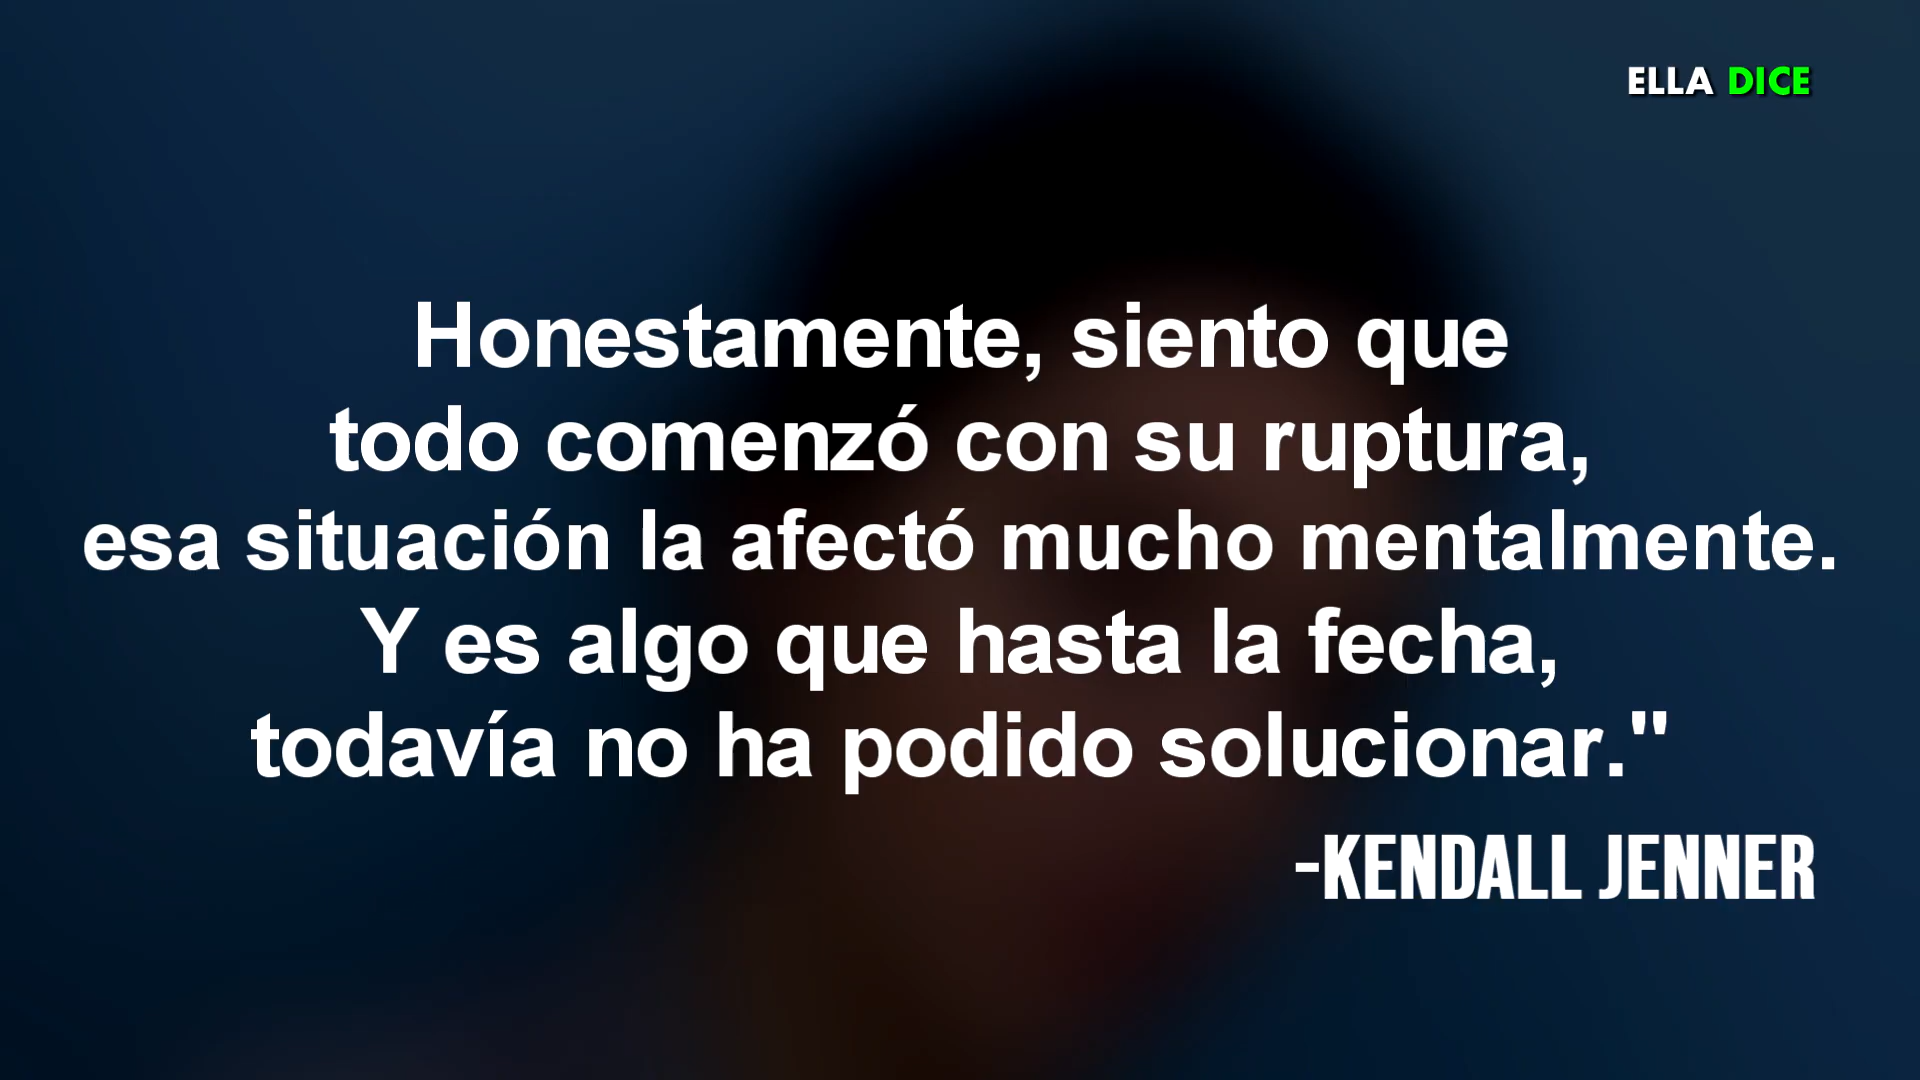 ELLA DICE
Honestamente, siento que
todo comenzó con su ruptura,
esa situación la afectó mucho mentalmente.
Y es algo que hasta la fecha,
todavía no ha podido solucionar."
-KENDALL JENNER